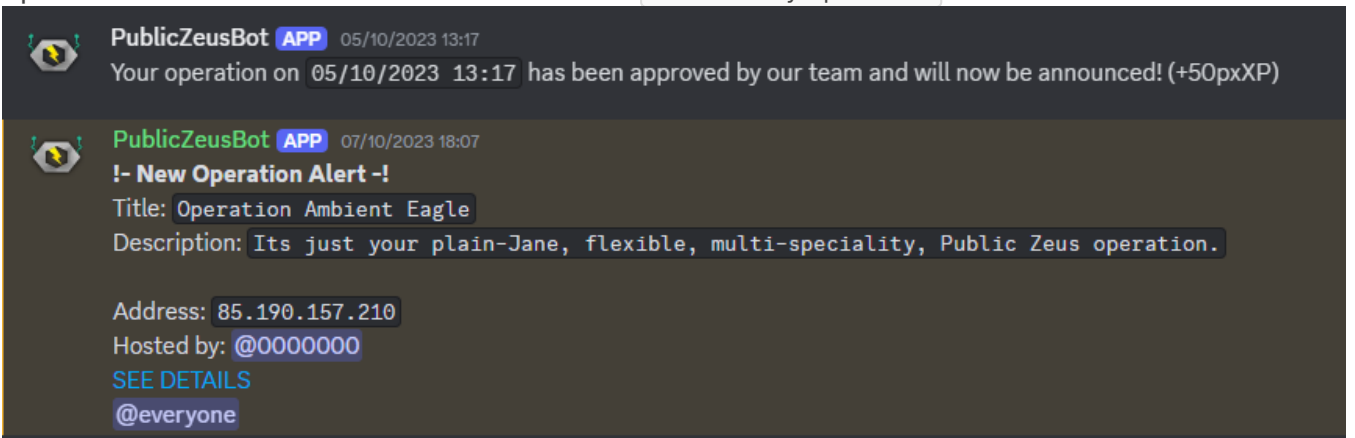 PublicZeusBot APP 05/10/2023 13:17
Your operation on 05/10/2023 13:17 has been approved by our team and will now be announced! (+50pxXP)
PublicZeusBot APP 07/10/2023 18:07
!- New Operation Alert -!
Title: Operation Ambient Eagle
Description: Its just your plain-Jane, flexible, multi-speciality, Public Zeus operation.
Address: 85.190.157.210
Hosted by: @0000000
SEE DETAILS
@everyone